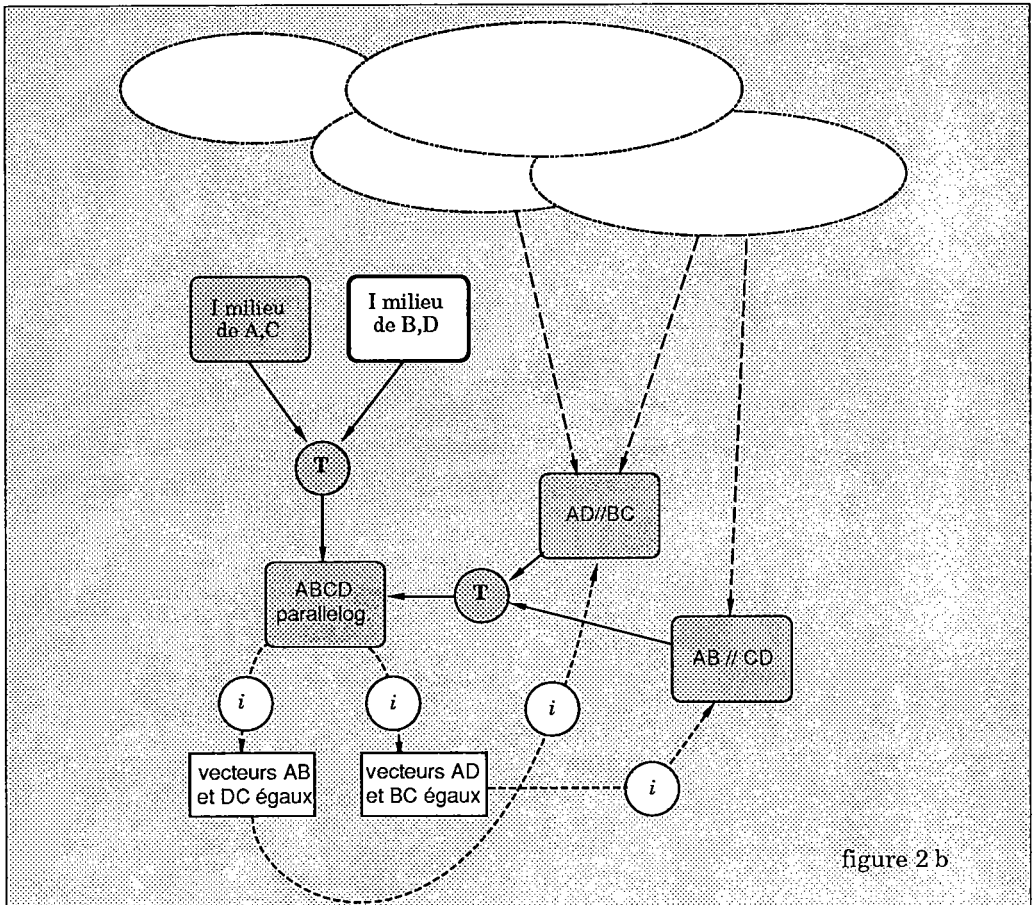 I milieu
de A,C
I milieu
de B,D
T
AD//BC
ABCD
parallelog.
T
AB // CD
i
i
i
vecteurs AB
et DC égaux
vecteurs AD
et BC égaux
i
figure 2 b